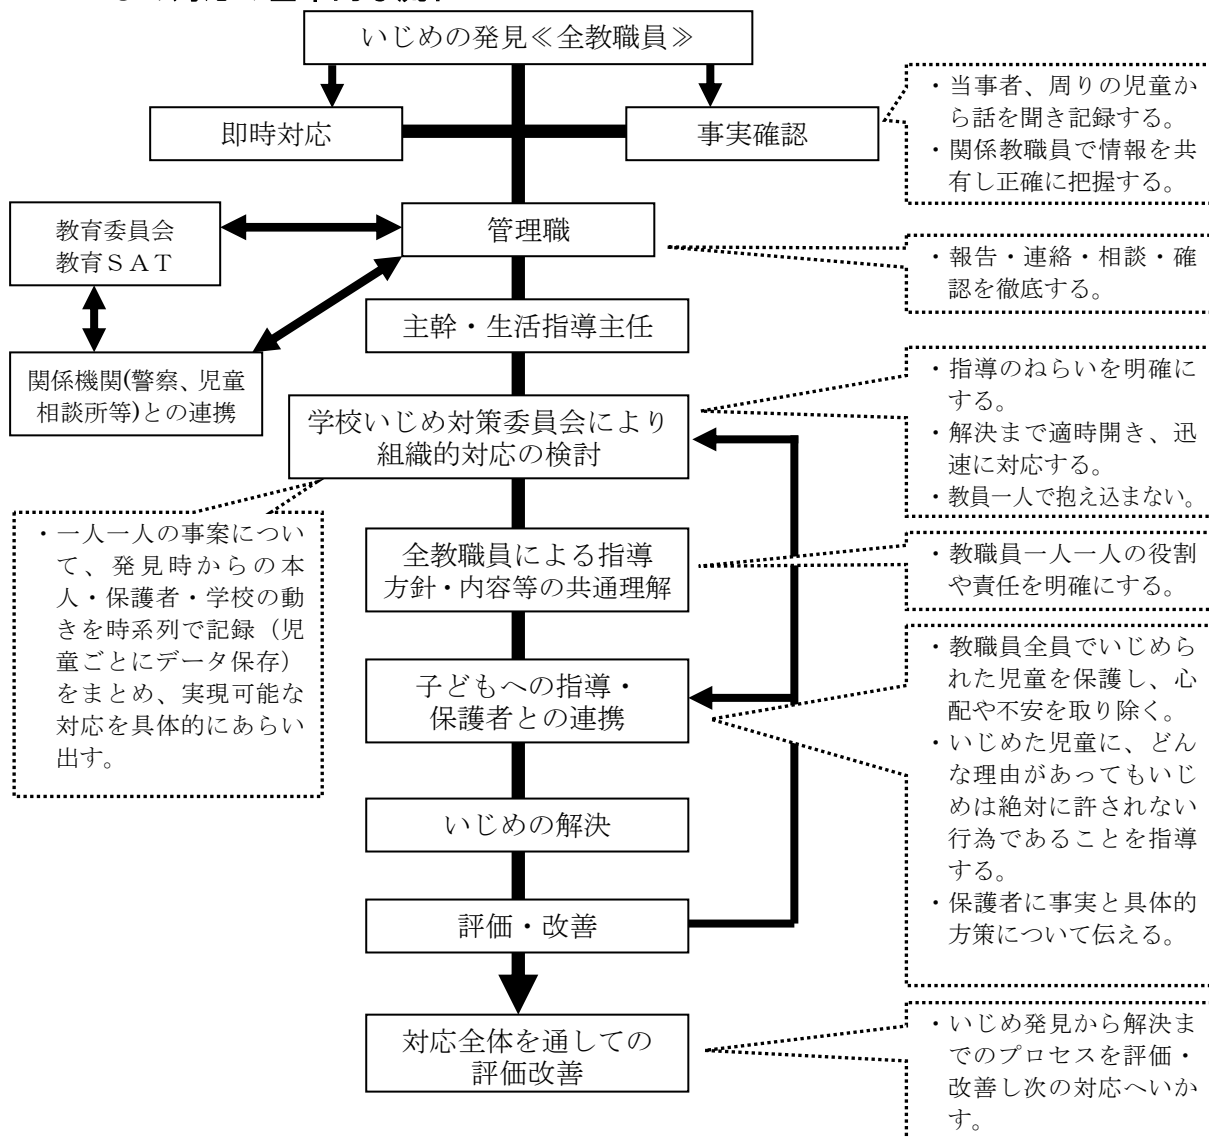 いじめの発見≪全教職員≫
即時対応
事実確認
・当事者、周りの児童か
ら話を聞き記録する。
・関係教職員で情報を共
有し正確に把握する。
教育委員会
教育ＳＡＴ
管理職
・報告・連絡・相談・確
認を徹底する。
主幹・生活指導主任
関係機関(警察、児童
相談所等)との連携
学校いじめ対策委員会により
組織的対応の検討
・指導のねらいを明確に
する。
・解決まで適時開き、迅
速に対応する。
・教員一人で抱え込まない。
・一人一人の事案につい
て、発見時からの本
人・保護者・学校の動
きを時系列で記録（児
童ごとにデータ保存）
をまとめ、実現可能な
対応を具体的にあらい
出す。
全教職員による指導
方針・内容等の共通理解
・教職員一人一人の役割
や責任を明確にする。
子どもへの指導・
保護者との連携
・教職員全員でいじめら
れた児童を保護し、心
配や不安を取り除く。
・いじめた児童に、どん
な理由があってもいじ
めは絶対に許されない
行為であることを指導
する。
・保護者に事実と具体的
方策について伝える。
いじめの解決
評価・改善
対応全体を通しての
評価改善
・いじめ発見から解決ま
でのプロセスを評価・
改善し次の対応へいか
す。